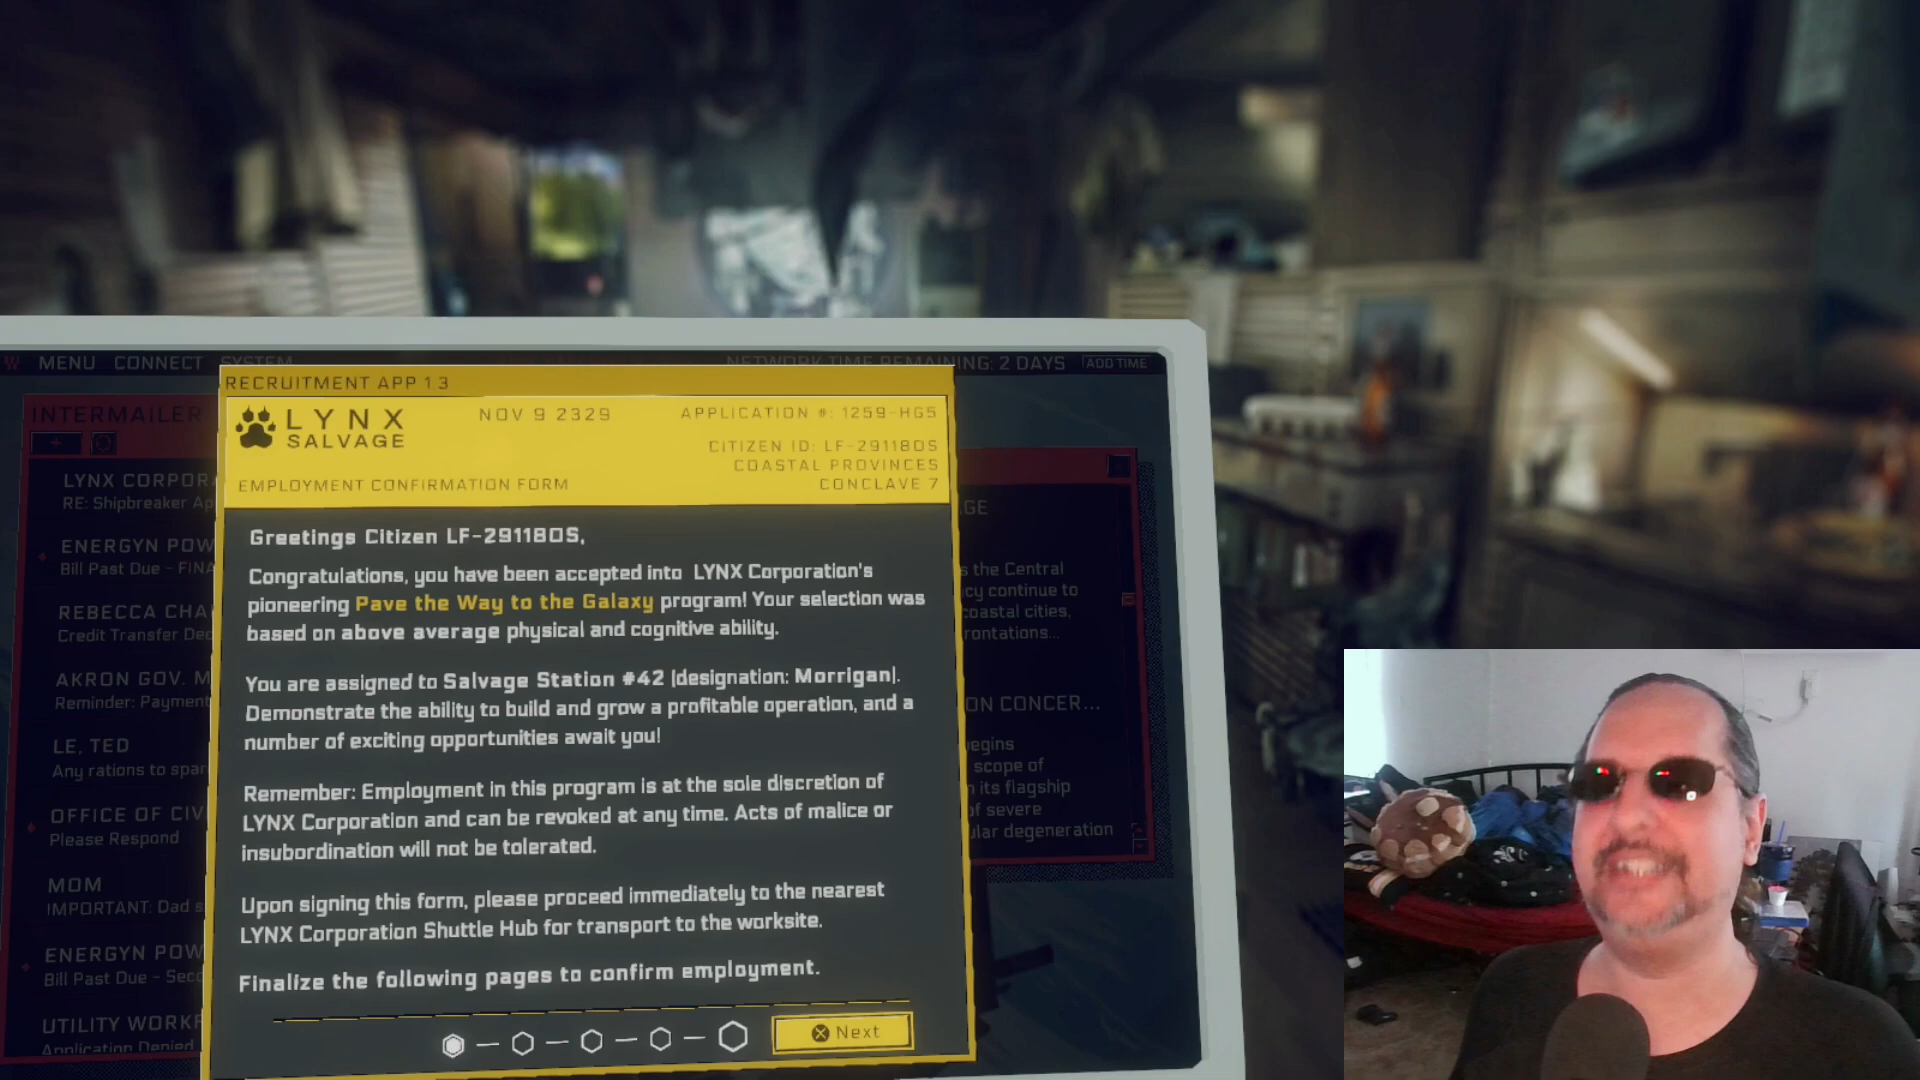 MENU CONNECT SYSTEM
NETWORK TIME REMAINING: 2 DAYS
ADD TIME
RECRUITMENT APP 1.3
LYNX
SALVAGE
NOV 9 2329
APPLICATION #: 1259-HG5
CITIZEN ID: LF-29118DS
COASTAL PROVINCES
CONCLAVE 7
EMPLOYMENT CONFIRMATION FORM
Greetings Citizen LF-29118DS,
Congratulations, you have been accepted into LYNX Corporation's
pioneering Pave the Way to the Galaxy program! Your selection was
based on above average physical and cognitive ability.
You are assigned to Salvage Station #42 [designation: Morrigan].
Demonstrate the ability to build and grow a profitable operation, and a
number of exciting opportunities await you!
Remember: Employment in this program is at the sole discretion of
LYNX Corporation and can be revoked at any time. Acts of malice or
insubordination will not be tolerated.
Upon signing this form, please proceed immediately to the nearest
LYNX Corporation Shuttle Hub for transport to the worksite.
Finalize the following pages to confirm employment.
Next
INTERMAILER
LYNX CORPORA
RE: Shipbreaker Ap
ENERGYN POW
Bill Past Due - FINA
REBECCA CHA
Credit Transfer Dec
AKRON GOV. M
Reminder: Payment
LE, TED
Any rations to spar
OFFICE OF CIV
Please Respond
MOM
IMPORTANT: Dad s
ENERGYN POW
Bill Past Due - Seco
UTILITY WORKF
Application Denied
GE
s the Central
cy continue to
coastal cities,
rontations...
ON CONCER...
egins
scope of
n its flagship
of severe
ular degeneration